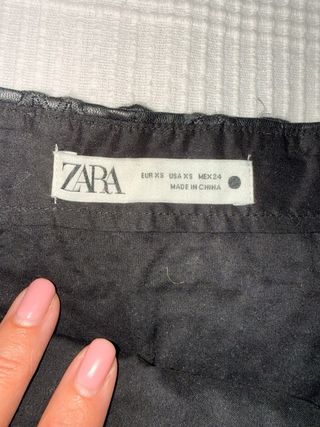 ZARA
EUR XS USA XS MEX 24
MADE IN CHINA